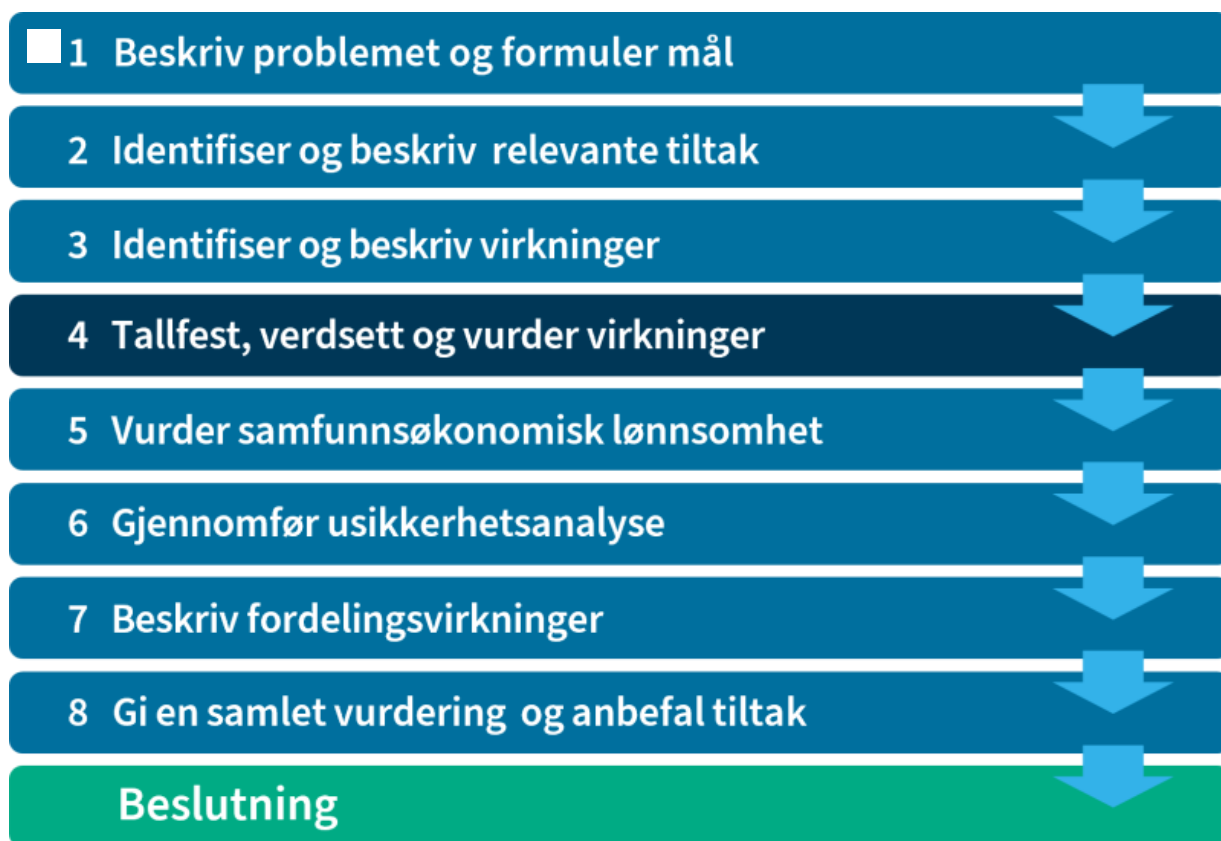 1 Beskriv problemet og formuler mål
2 Identifiser og beskriv relevante tiltak
3 Identifiser og beskriv virkninger
4 Tallfest, verdsett og vurder virkninger
5 Vurder samfunnsøkonomisk lønnsomhet
6 Gjennomfør usikkerhetsanalyse
7 Beskriv fordelingsvirkninger
8 Gi en samlet vurdering og anbefal tiltak
Beslutning